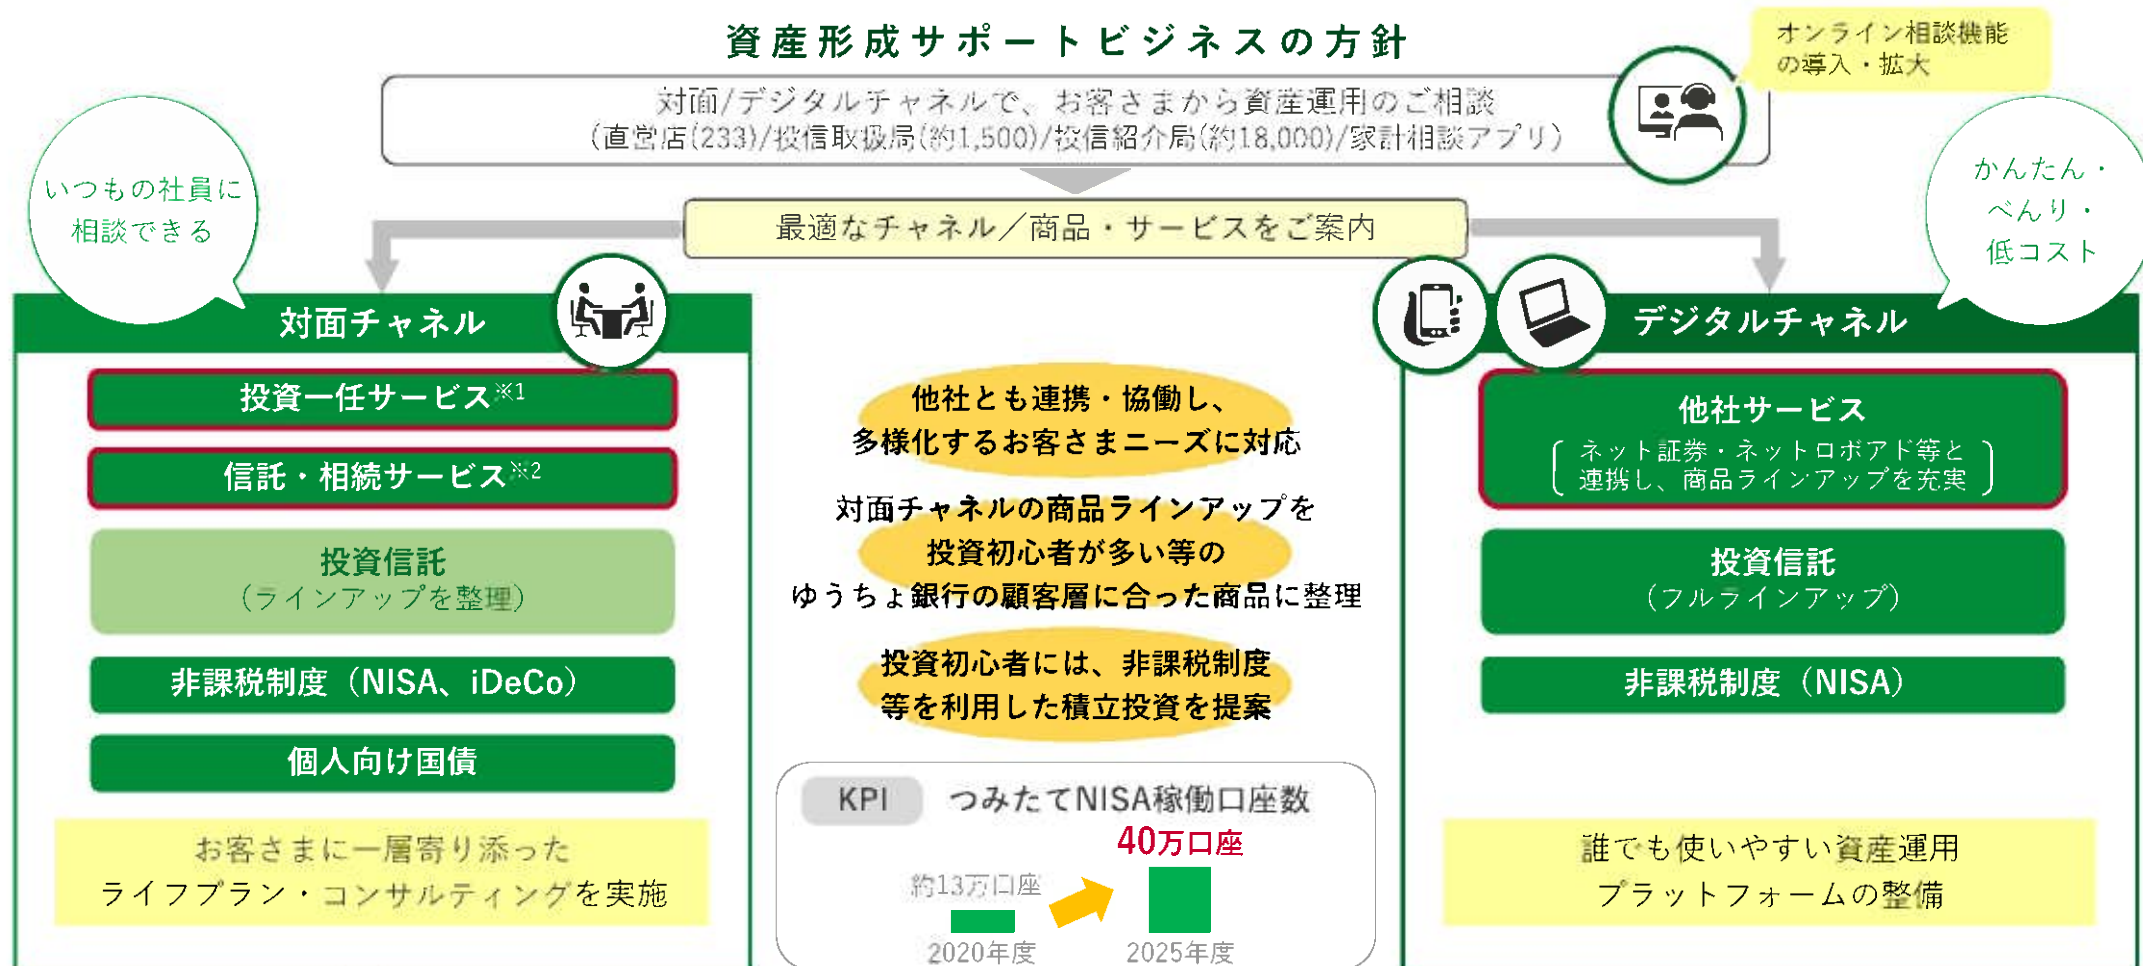 資産形成サポートビジネスの方針
オンライン相談機能
の導入・拡大
対面/デジタルチャネルで、お客さまから資産運用のご相談
（直営店(233)/投信取扱局(約1,500)/投信紹介局(約18,000)/家計相談アプリ）
いつもの社員に
相談できる
かんたん・
べんり・
低コスト
最適なチャネル／商品・サービスをご案内
対面チャネル
投資一任サービス※1
信託・相続サービス※2
投資信託
（ラインアップを整理）
非課税制度（NISA、iDeCo）
個人向け国債
お客さまに一層寄り添った
ライフプラン・コンサルティングを実施
他社とも連携・協働し、
多様化するお客さまニーズに対応
対面チャネルの商品ラインアップを
投資初心者が多い等の
ゆうちょ銀行の顧客層に合った商品に整理
投資初心者には、非課税制度
等を利用した積立投資を提案
KPI つみたてNISA稼働口座数
40万口座
約13万口座
2020年度 2025年度
デジタルチャネル
他社サービス
ネット証券・ネットロボアド等と
連携し、商品ラインアップを充実
投資信託
（フルラインアップ）
非課税制度（NISA）
誰でも使いやすい資産運用
プラットフォームの整備